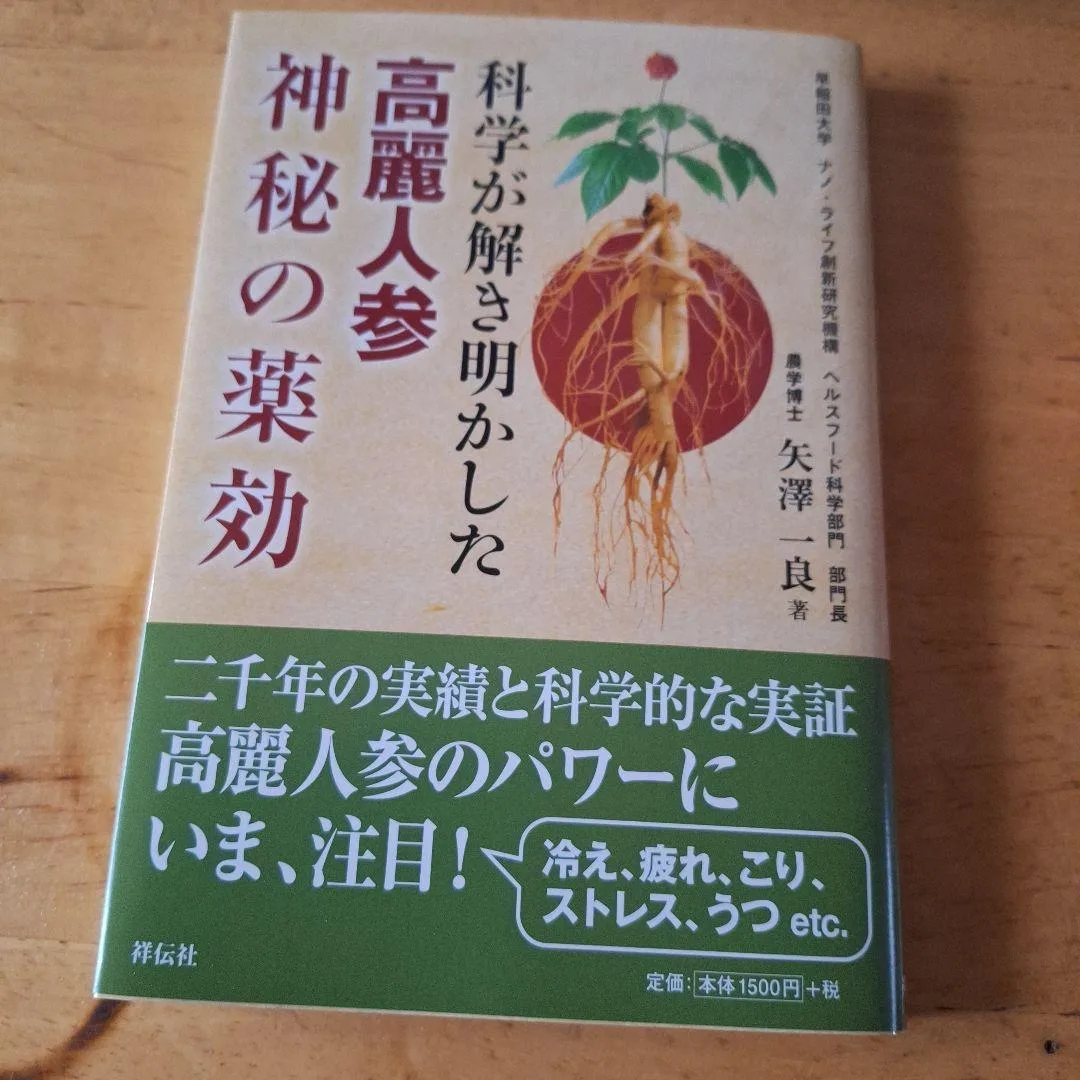 早稲田大学 ナノ・ライフ創新研究機構 ヘルスフード科学部門 部門長
農学博士 矢澤一良 著
科学が解き明かした
高麗人参
神秘の薬効
二千年の実績と科学的な実証
高麗人参のパワーに
いま、注目!
冷え、疲れ、こり、
ストレス、うつ etc.
祥伝社
定価:本体1500円+税